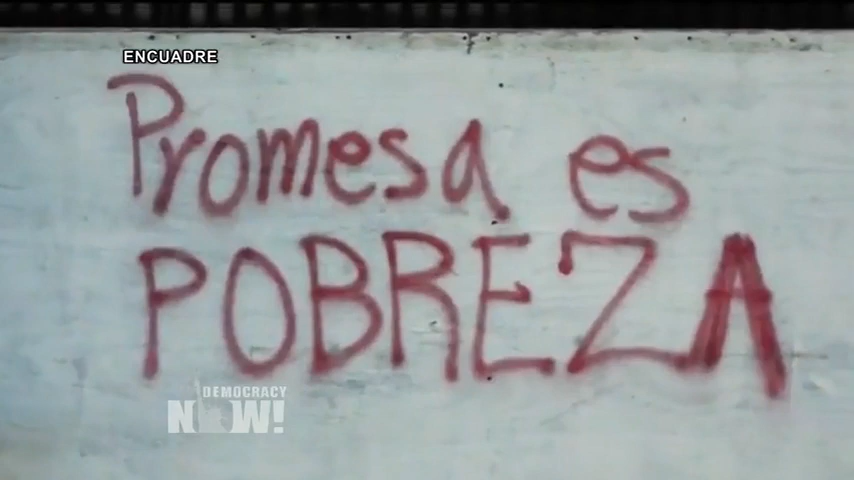 ENCUADRE
Promesa es
POBREZA
DEMOCRACY
NOW!